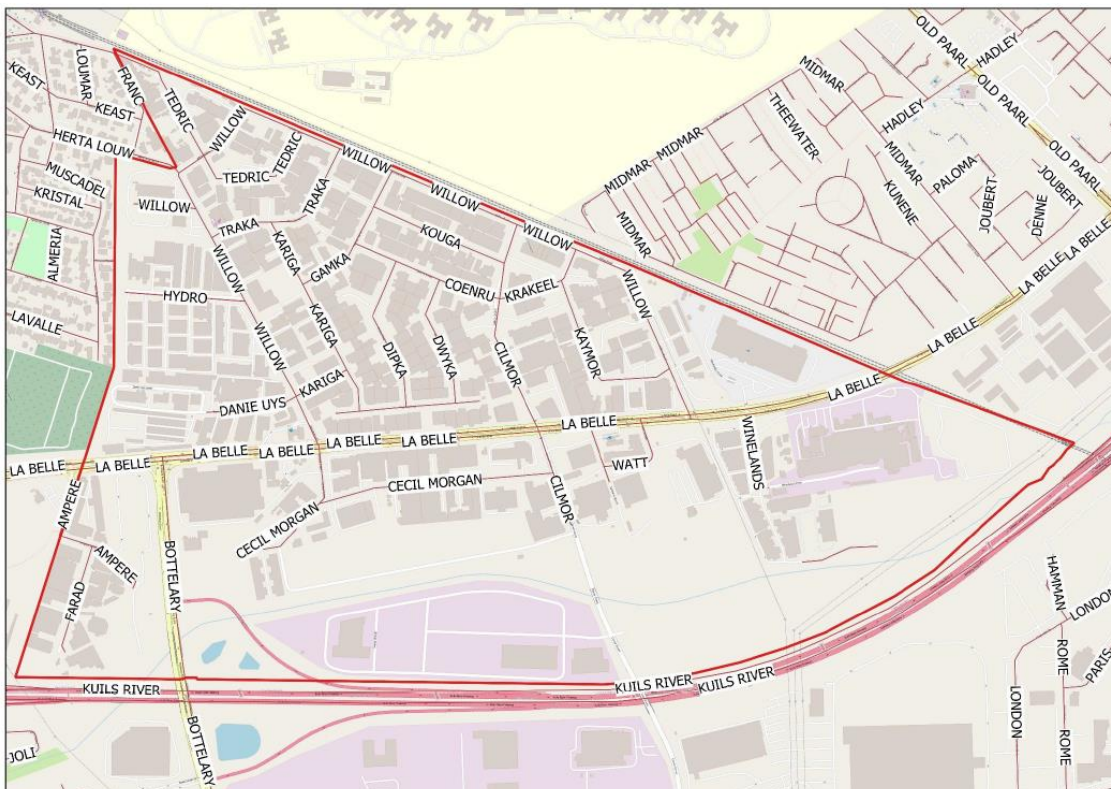 OLD PAARL
HADLEY
LOUMAR
KEAST
FRANO
TEDRIC
MIDMAR
OLD PAARL
KEAST
WILLOW
THEEWATER
HADLEY
HERTA LOUW
TEDRIC
WILLOW
MIDMAR
MIDMAR
OLD PAARL
MUSCADEL
TEDRIC
TRAKA
WILLOW
MIDMAR
PALOMA
JOUBERT
KRISTAL
WILLOW
KUNENE
JOUBERT
DENNE
ALMERIA
TRAKA
KARIGA
KOUGA
WILLOW
MIDMAR
LA BELLE
GAMKA
LA BELLE
HYDRO
WILLOW
COENRU
KRAKEEL
WILLOW
LAVALLE
KARIGA
LA BELLE
WILLOW
DIPKA
DWYKA
CILMOR
KAYMOR
LA BELLE
DANIE UYS
KARIGA
LA BELLE
LA BELLE
LA BELLE
LA BELLE
LA BELLE
LA BELLE
WINELANDS
WATT
CECIL MORGAN
CILMOR
AMPERE
CECIL MORGAN
AMPERE
BOTTELARY
FARAD
HAMMAN
LONDON
ROME
PARIS
KUILS RIVER
KUILS RIVER
KUILS RIVER
LONDON
ROME
JOLI
BOTTELARY